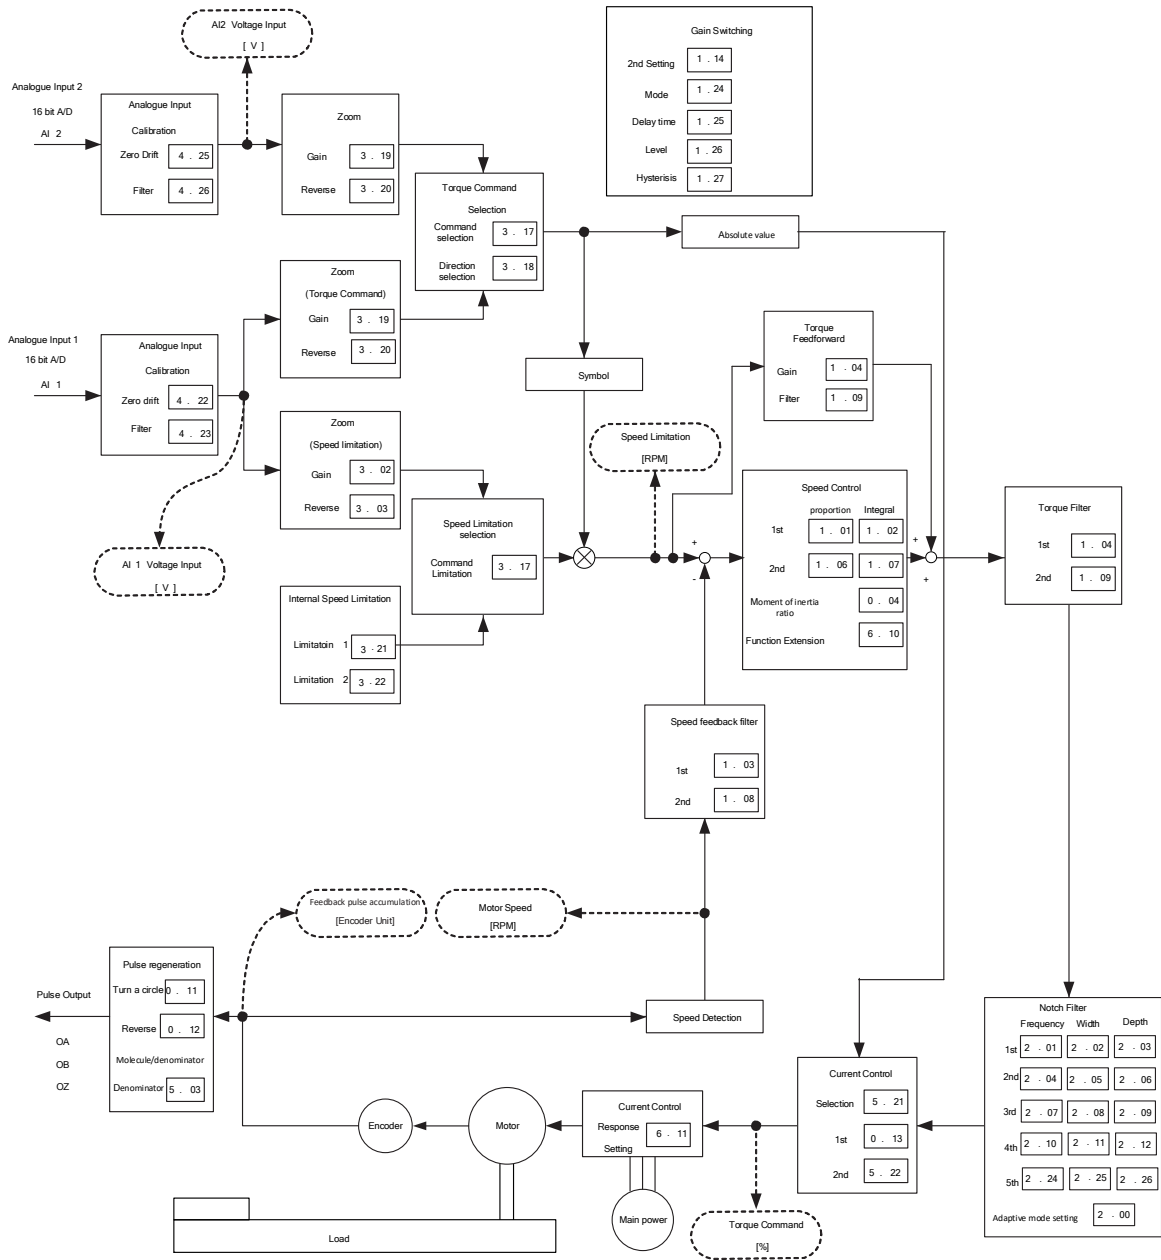 AI2 Voltage Input
[ V ]
Gain Switching
2nd Setting 1 . 14
Mode 1 . 24
Delay time 1 . 25
Level 1 . 26
Hysterisis 1 . 27
Analogue Input 2
16 bit A/D
AI 2
Analogue Input
Calibration
Zero Drift 4 . 25
Filter 4 . 26
Zoom
Gain 3 . 19
Reverse 3 . 20
Torque Command
Selection
Command
selection 3 . 17
Direction
selection 3 . 18
Absolute value
Zoom
(Torque Command)
Gain 3 . 19
Reverse 3 . 20
Analogue Input 1
16 bit A/D
AI 1
Analogue Input
Calibration
Zero drift 4 . 22
Filter 4 . 23
Symbol
Torque
Feedforward
Gain 1 . 04
Filter 1 . 09
Zoom
(Speed limitation)
Gain 3 . 02
Reverse 3 . 03
Speed Limitation
[RPM]
AI 1 Voltage Input
[ V ]
Speed Limitation
selection
Command
Limitation 3 . 17
Internal Speed Limitation
Limitatoin 1 3 . 21
Limitation 2 3 . 22
+
-
Speed Control
proportion Integral
1st 1 . 01 1 . 02
2nd 1 . 06 1 . 07
Moment of inertia
ratio 0 . 04
Function Extension 6 . 10
+
+
Torque Filter
1st 1 . 04
2nd 1 . 09
Speed feedback filter
1st 1 . 03
2nd 1 . 08
Feedback pulse accumulation
[Encoder Unit]
Motor Speed
[RPM]
Pulse Output
OA
OB
OZ
Pulse regeneration
Turn a circle 0 . 11
Reverse 0 . 12
Molecule/denominator
Denominator 5 . 03
Speed Detection
Encoder
Motor
Current Control
Response
Setting 6 . 11
Main power
Load
Torque Command
[%]
Current Control
Selection 5 . 21
1st 0 . 13
2nd 5 . 22
Notch Filter
Frequency Width Depth
1st 2 . 01 2 . 02 2 . 03
2nd 2 . 04 2 . 05 2 . 06
3rd 2 . 07 2 . 08 2 . 09
4th 2 . 10 2 . 11 2 . 12
5th 2 . 24 2 . 25 2 . 26
Adaptive mode setting 2 . 00